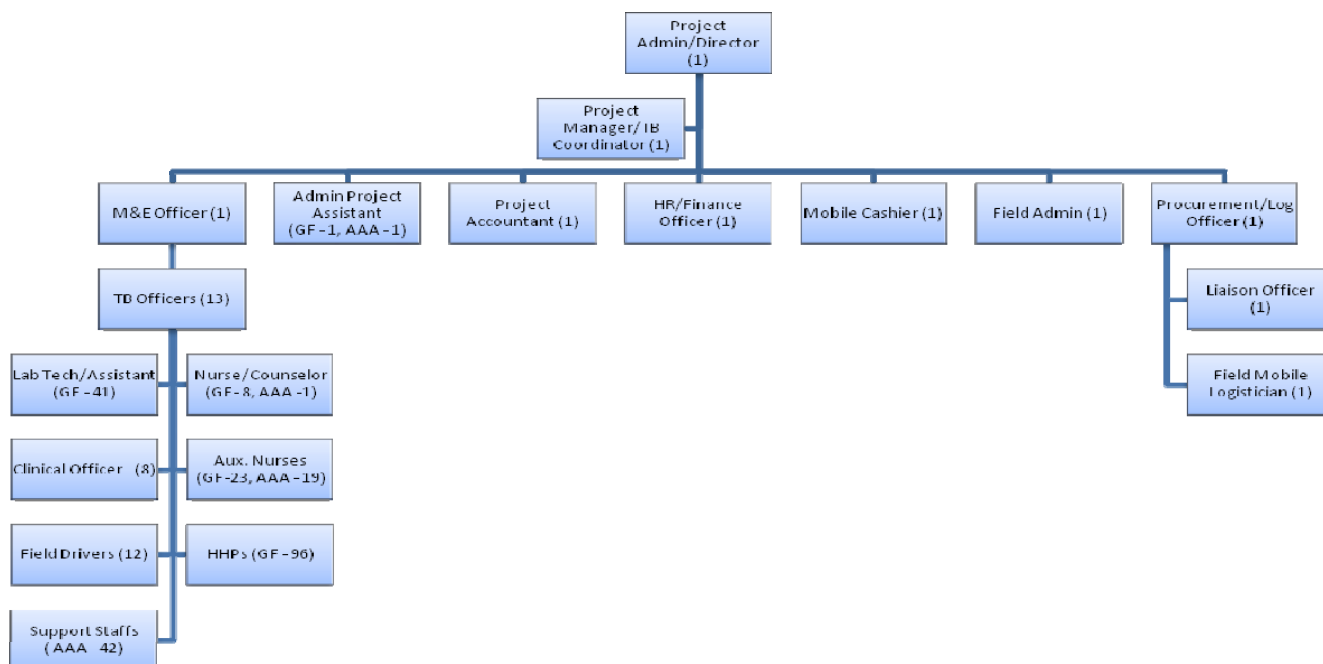 Project
Admin/Director
(1)
Project
Manager/TB
Coordinator (1)
M&E Officer (1)
Admin Project
Assistant
(GF -1, AAA -1)
Project
Accountant (1)
HR/Finance
Officer (1)
Mobile Cashier (1)
Field Admin (1)
Procurement/Log
Officer (1)
TB Officers (13)
Liaison Officer
(1)
Lab Tech/Assistant
(GF -41)
Nurse/Counselor
(GF-8, AAA -1)
Field Mobile
Logistician (1)
Clinical Officer (8)
Aux. Nurses
(GF-23, AAA -19)
Field Drivers (12)
HHPs (GF -96)
Support Staffs
(AAA 42)